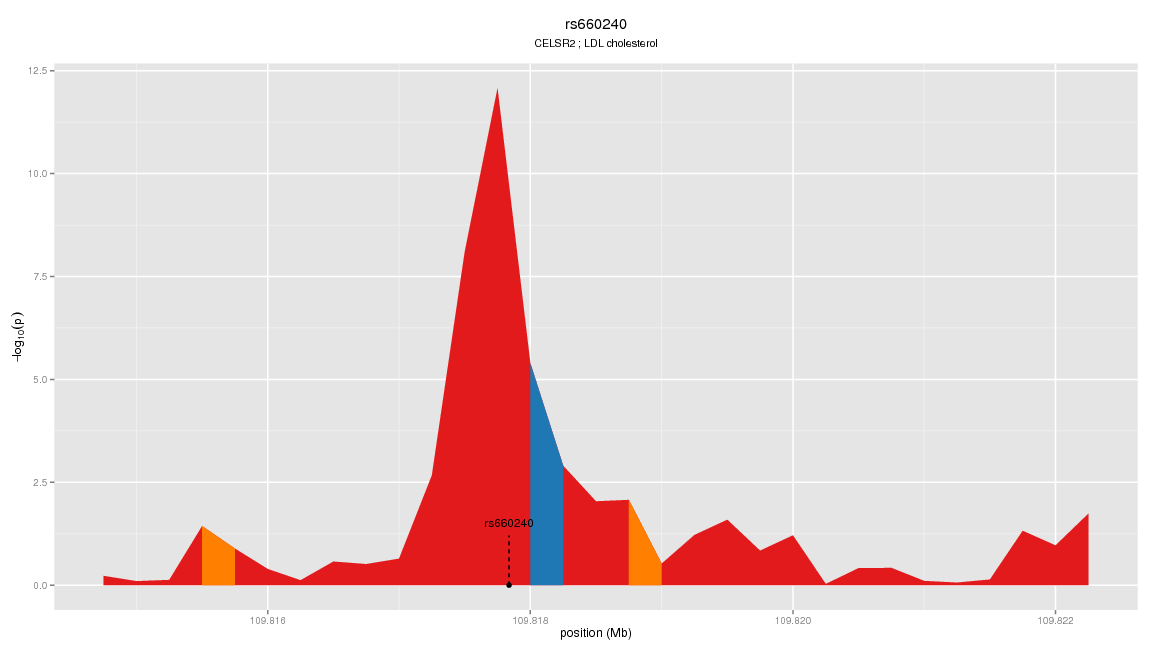 rs660240
CELSR2 ; LDL cholesterol
12.5
10.0
7.5
5.0
2.5
0.0
−log10(p)
rs660240
109.816
109.818
109.820
109.822
position (Mb)